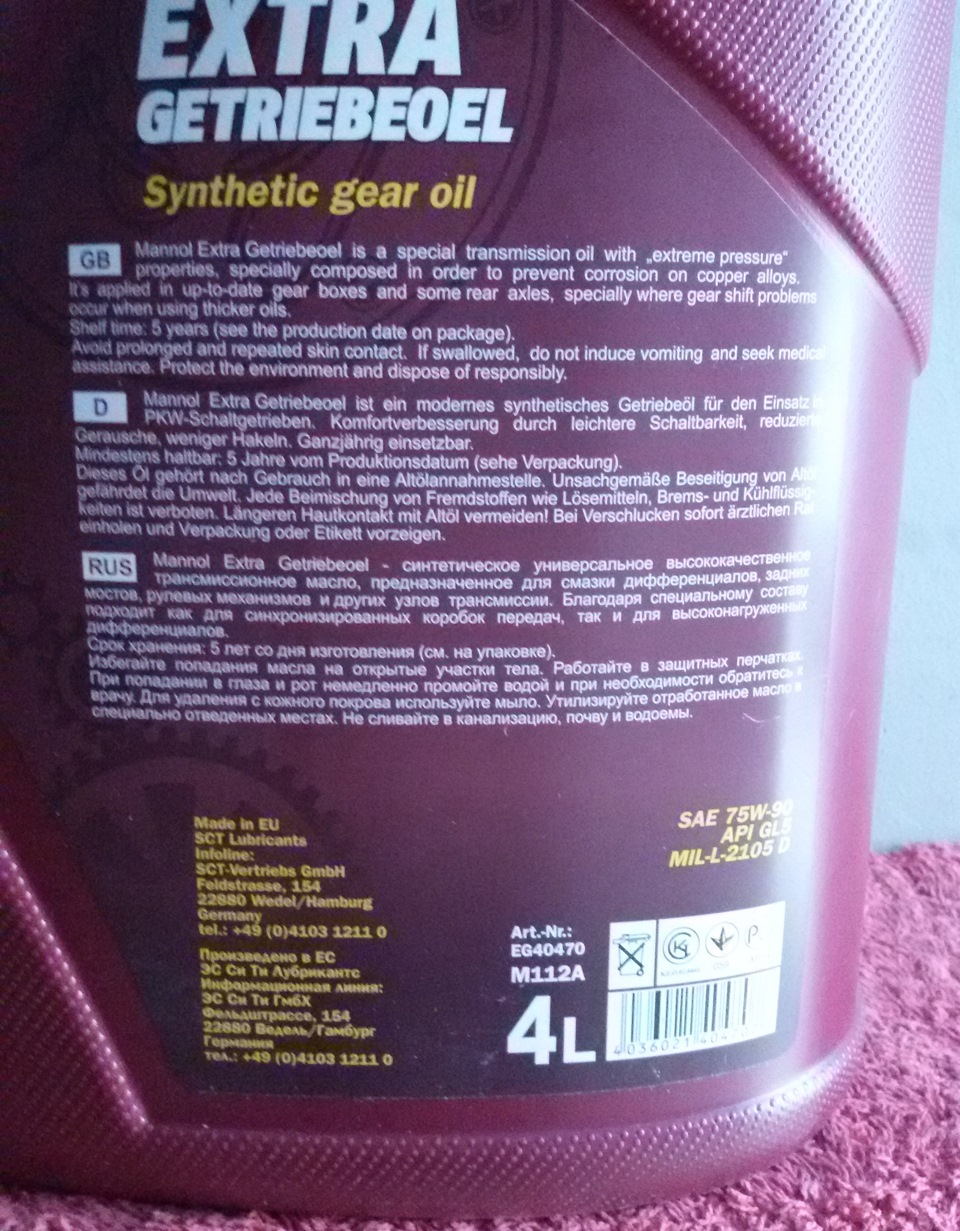 EXTRA
GETRIEBEOEL
Synthetic gear oil
GB
Mannol Extra Getriebeoel is a special transmission oil with „extreme pressure“
properties, specially composed in order to prevent corrosion on copper alloys.
It's applied in up-to-date gear boxes and some rear axles, specially where gear shift problems
occur when using thicker oils.
Shelf time: 5 years (see the production date on package).
Avoid prolonged and repeated skin contact. If swallowed, do not induce vomiting and seek medical
assistance. Protect the environment and dispose of responsibly.
D
Mannol Extra Getriebeoel ist ein modernes synthetisches Getriebeöl für den Einsatz in
PKW-Schaltgetrieben. Komfortverbesserung durch leichtere Schaltbarkeit, reduzierte
Gerausche, weniger Hakeln. Ganzjährig einsetzbar.
Mindestens haltbar: 5 Jahre vom Produktionsdatum (sehe Verpackung).
Dieses Öl gehört nach Gebrauch in eine Altölannahmestelle. Unsachgemäße Beseitigung von Altöl
gefährdet die Umwelt. Jede Beimischung von Fremdstoffen wie Lösemitteln, Brems- und Kühlflüssig-
keiten ist verboten. Längeren Hautkontakt mit Altöl vermeiden! Bei Verschlucken sofort ärztlichen Rat
einholen und Verpackung oder Etikett vorzeigen.
RUS
Mannol Extra Getriebeoel - синтетическое универсальное высококачественное
трансмиссионное масло, предназначенное для смазки дифференциалов, задних
мостов, рулевых механизмов и других узлов трансмиссии. Благодаря специальному составу
подходит как для синхронизированных коробок передач, так и для высоконагруженных
дифференциалов.
Срок хранения: 5 лет со дня изготовления (см. на упаковке).
Избегайте попадания масла на открытые участки тела. Работайте в защитных перчатках.
При попадании в глаза и рот немедленно промойте водой и при необходимости обратитесь к
врачу. Для удаления с кожного покрова используйте мыло. Утилизируйте отработанное масло в
специально отведенных местах. Не сливайте в канализацию, почву и водоемы.
Made in EU
SCT Lubricants
Infoline:
SCT-Vertriebs GmbH
Feldstrasse, 154
22880 Wedel/Hamburg
Germany
tel.: +49 (0)4103 1211 0
Произведено в ЕС
ЭС Си Ти Лубрикантс
Информационная линия:
ЭС Си Ти ГмбХ
Фельдштрассе, 154
22880 Ведель/Гамбург
Германия
тел.: +49 (0)4103 1211 0
SAE 75W-90
API GL5
MIL-L-2105 D
Art.-Nr.:
EG40470
M112A
4L
4036021